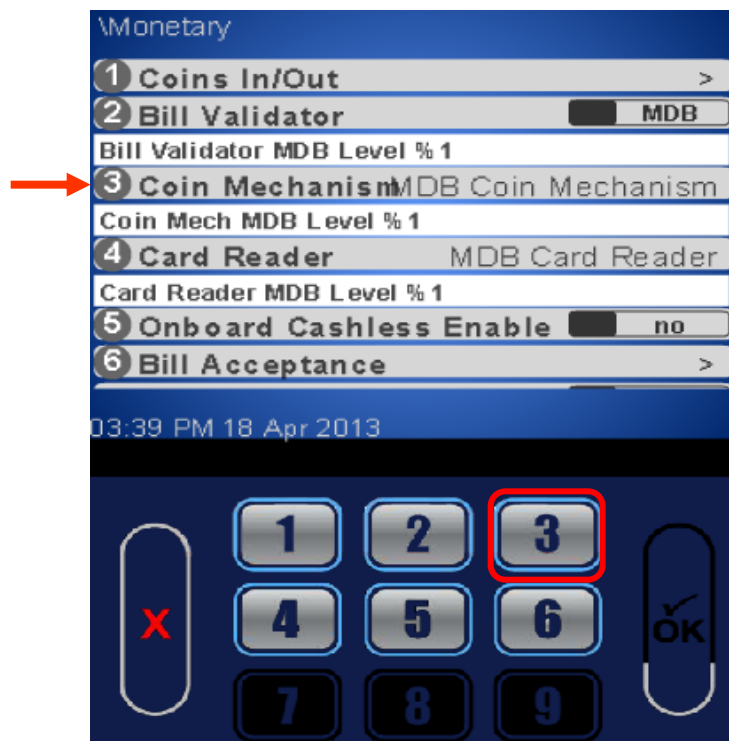 \Monetary
1 Coins In/Out >
2 Bill Validator MDB
Bill Validator MDB Level % 1
3 Coin Mechanism MDB Coin Mechanism
Coin Mech MDB Level % 1
4 Card Reader MDB Card Reader
Card Reader MDB Level % 1
5 Onboard Cashless Enable no
6 Bill Acceptance >
03:39 PM 18 Apr 2013
1 2 3
X 4 5 6 OK
7 8 9